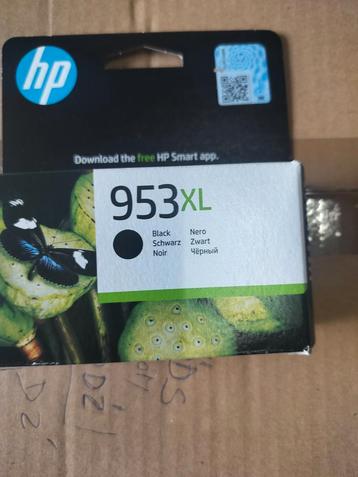 hp
Download the free HP Smart app.
953XL
Black Nero
Schwarz Zwart
Noir Чёрный